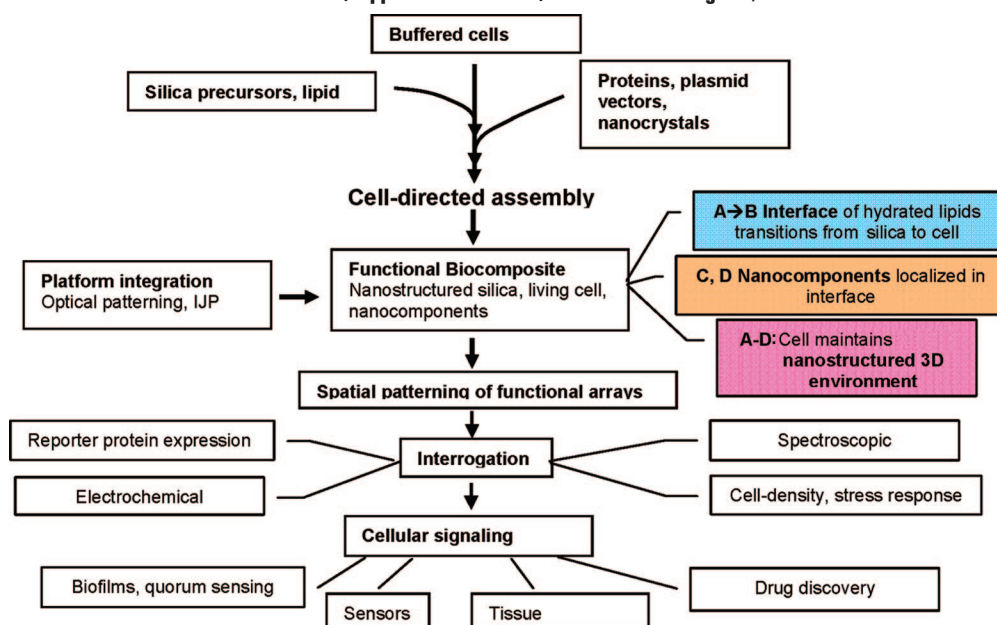 Buffered cells
Silica precursors, lipid
Proteins, plasmid
vectors,
nanocrystals
Cell-directed assembly
A→B Interface of hydrated lipids
transitions from silica to cell
Platform integration
Optical patterning, IJP
Functional Biocomposite
Nanostructured silica, living cell,
nanocomponents
C, D Nanocomponents localized in
interface
A-D: Cell maintains
nanostructured 3D
environment
Spatial patterning of functional arrays
Reporter protein expression
Interrogation
Spectroscopic
Electrochemical
Cell-density, stress response
Cellular signaling
Biofilms, quorum sensing
Sensors
Tissue
Drug discovery